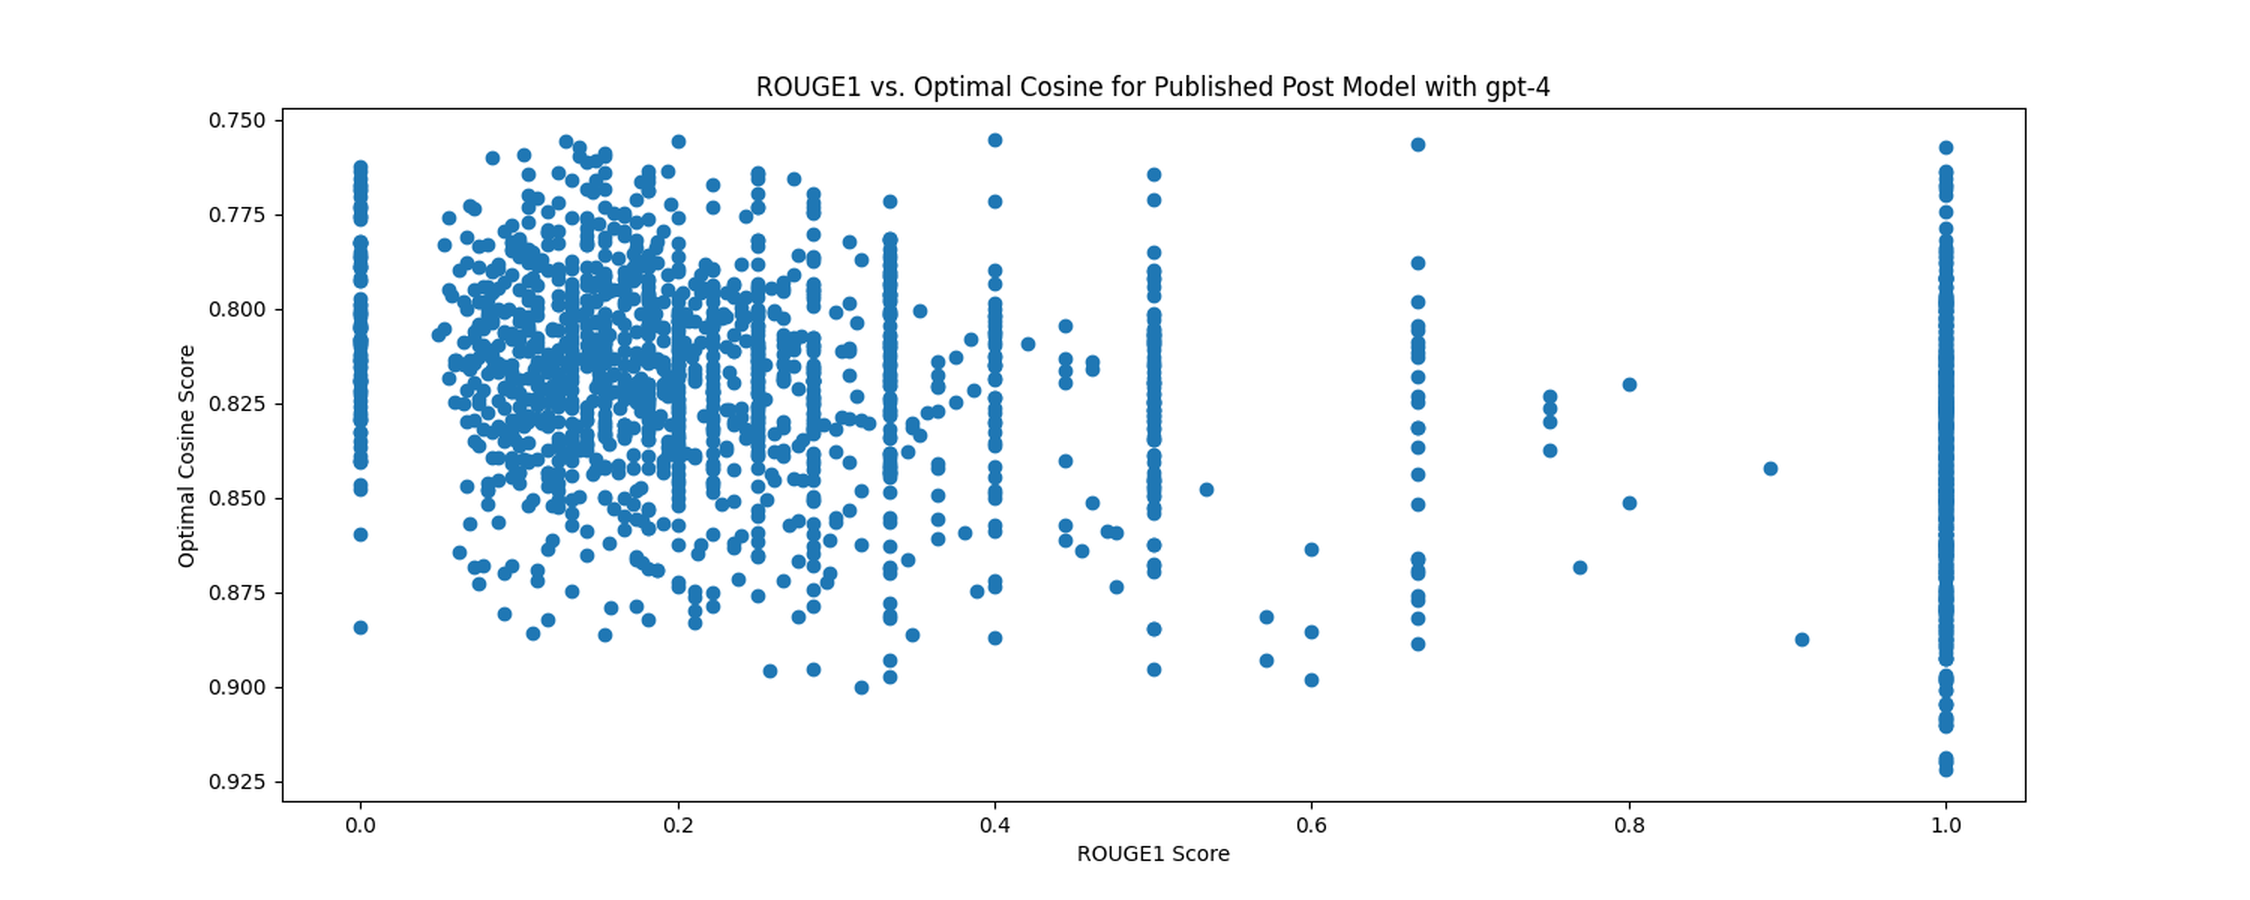 ROUGE1 vs. Optimal Cosine for Published Post Model with gpt-4
0.750
0.775
0.800
0.825
0.850
0.875
0.900
0.925
Optimal Cosine Score
0.0 0.2 0.4 0.6 0.8 1.0
ROUGE1 Score